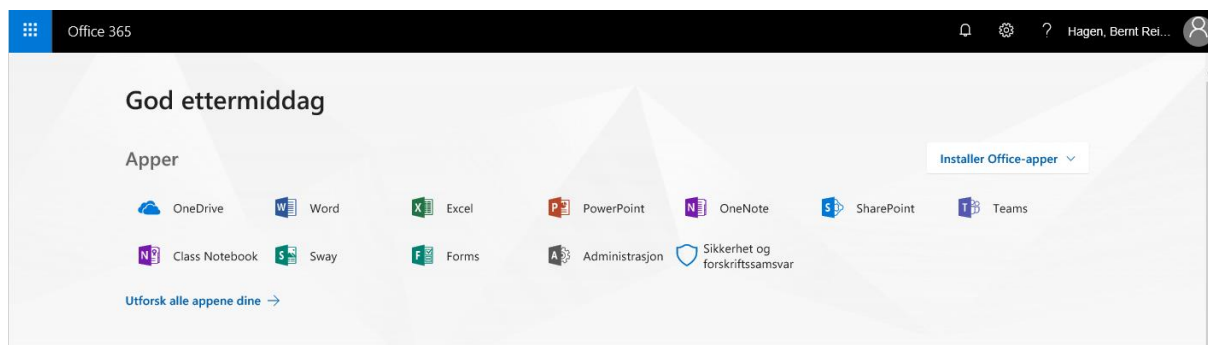 Office 365
? Hagen, Bernt Rei...
God ettermiddag
Apper
Installer Office-apper
OneDrive Word Excel PowerPoint OneNote SharePoint Teams
Class Notebook Sway Forms Administrasjon Sikkerhet og
forskriftssamsvar
Utforsk alle appene dine →